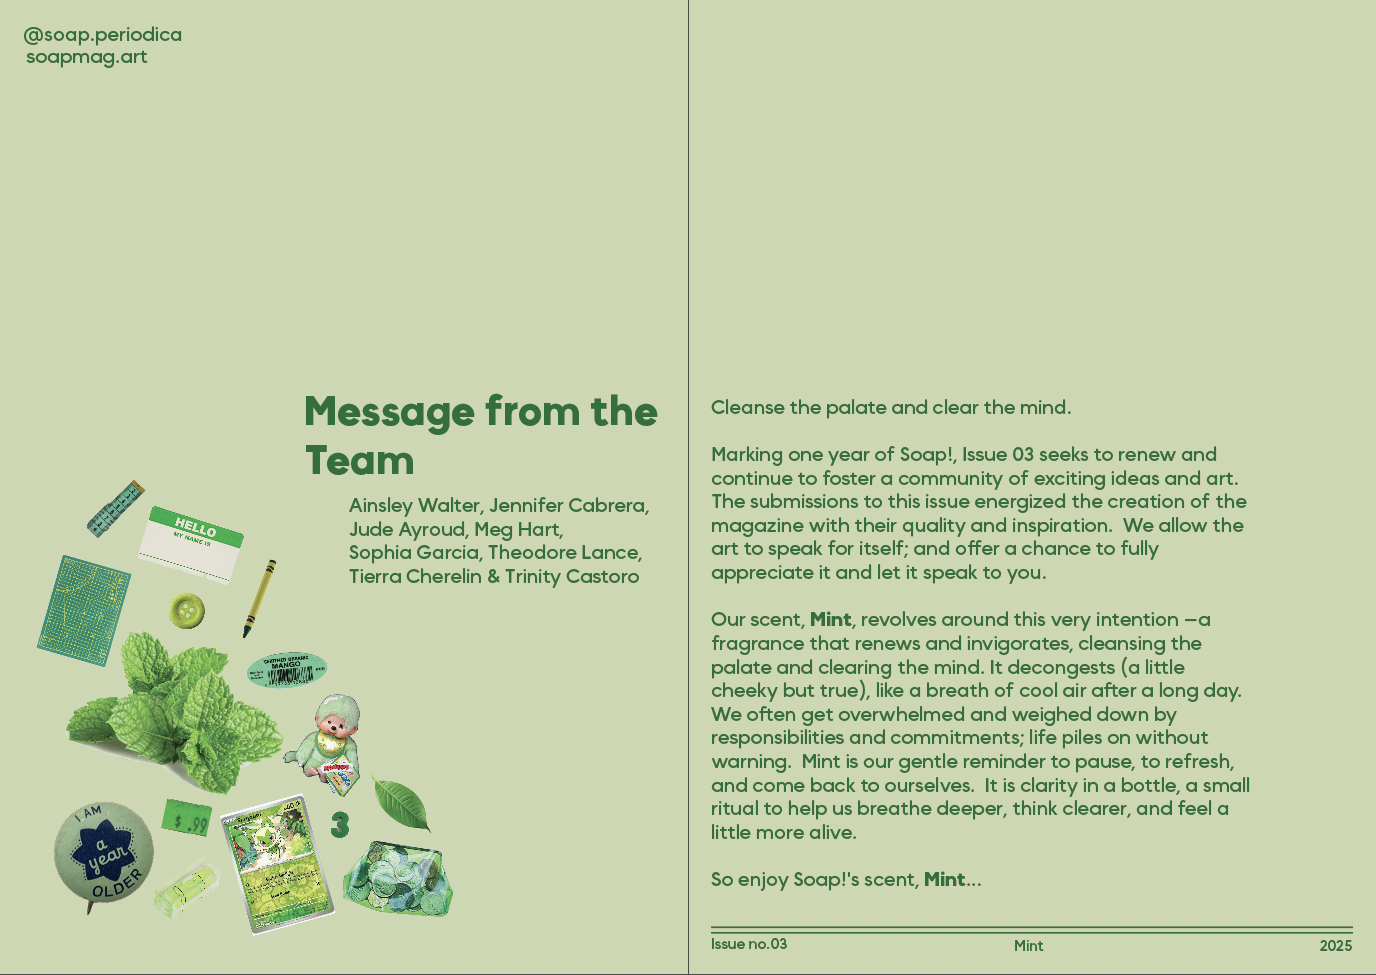 @soap.periodica
soapmag.art
Message from the
Team
Ainsley Walter, Jennifer Cabrera,
Jude Ayroud, Meg Hart,
Sophia Garcia, Theodore Lance,
Tierra Cherelin & Trinity Castoro
HELLO
MY NAME IS
CERTIFIED ORGANIC
MANGO
I AM
a
year
OLDER
$ .99
3
Cleanse the palate and clear the mind.
Marking one year of Soap!, Issue 03 seeks to renew and
continue to foster a community of exciting ideas and art.
The submissions to this issue energized the creation of the
magazine with their quality and inspiration.  We allow the
art to speak for itself; and offer a chance to fully
appreciate it and let it speak to you.
Our scent, Mint, revolves around this very intention —a
fragrance that renews and invigorates, cleansing the
palate and clearing the mind. It decongests (a little
cheeky but true), like a breath of cool air after a long day.
We often get overwhelmed and weighed down by
responsibilities and commitments; life piles on without
warning.  Mint is our gentle reminder to pause, to refresh,
and come back to ourselves.  It is clarity in a bottle, a small
ritual to help us breathe deeper, think clearer, and feel a
little more alive.
So enjoy Soap!'s scent, Mint...
Issue no.03
Mint
2025